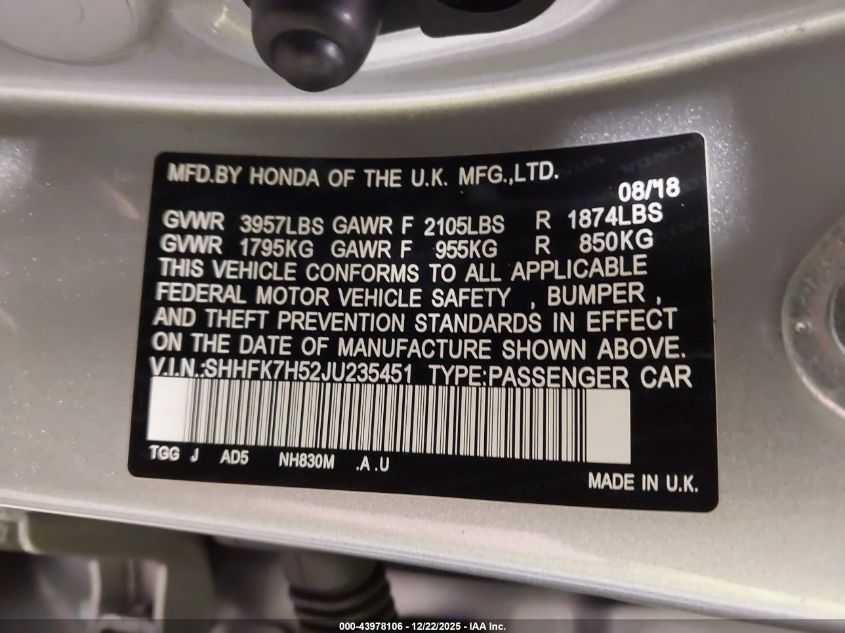 MFD.BY HONDA OF THE U.K. MFG.,LTD.
08/'18
GVWR 3957LBS GAWR F 2105LBS R 1874LBS
GVWR 1795KG GAWR F 955KG R 850KG
THIS VEHICLE CONFORMS TO ALL APPLICABLE
FEDERAL MOTOR VEHICLE SAFETY , BUMPER ,
AND THEFT PREVENTION STANDARDS IN EFFECT
ON THE DATE OF MANUFACTURE SHOWN ABOVE.
V.I.N.:SHHFK7H52JU235451 TYPE:PASSENGER CAR
TGG J AD5 NH830M .A .U
MADE IN U.K.
000-43978106 - 12/22/2025 - IAA Inc.